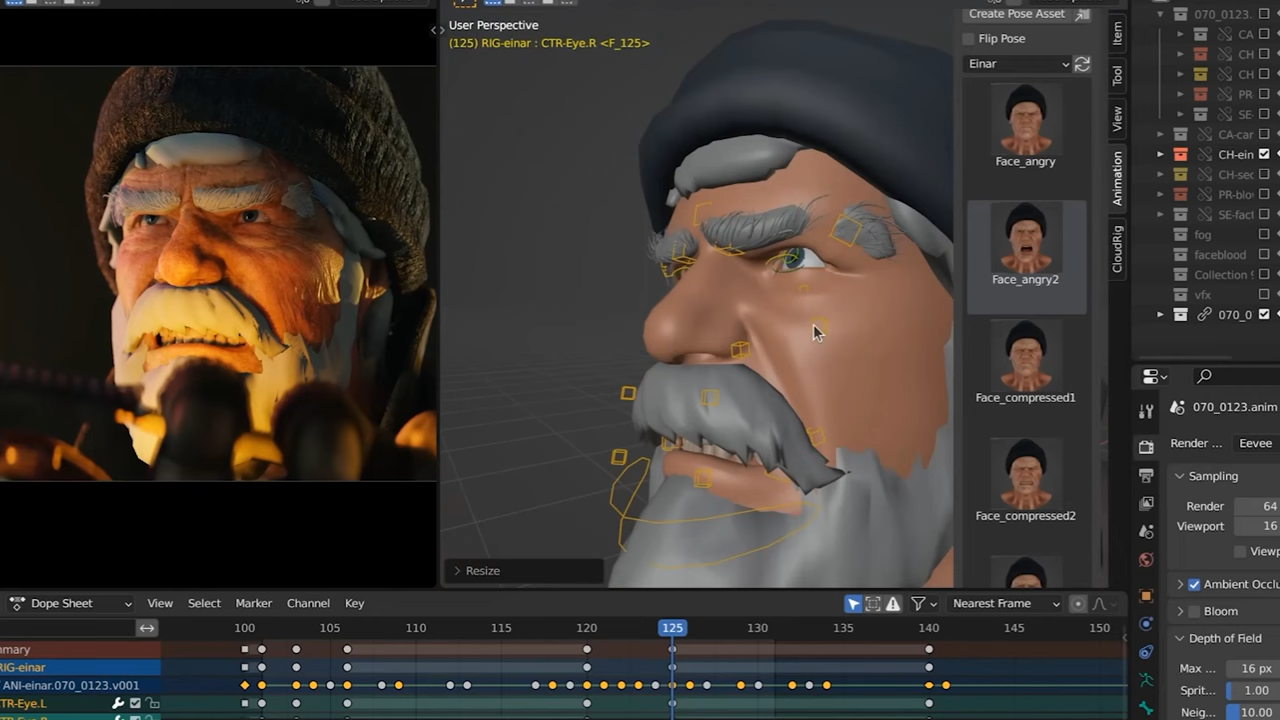 User Perspective
(125) RIG-einar : CTR-Eye.R <F_125>
Create Pose Asset
Flip Pose
Einar
Face_angry
Face_angry2
Face_compressed1
Face_compressed2
Item
Tool
View
Animation
CloudRig
070_0123.
CA
CH
CH
PR
SE-
CA-car
CH-ein
CH-sec
PR-blo
SE-fact
fog
faceblood
Collection
vfx
070_0
070_0123.anim
Render ... Eevee
Sampling
Render 64
Viewport 16
Viewp
Ambient Occlu
Bloom
Depth of Field
Max ... 16 px
Sprit... 1.00
Neig... 10.00
Resize
Dope Sheet View Select Marker Channel Key Nearest Frame
100 105 110 115 120 125 130 135 140 145 150
mmary
RIG-einar
ANI-einar.070_0123.v001
CTR-Eye.L